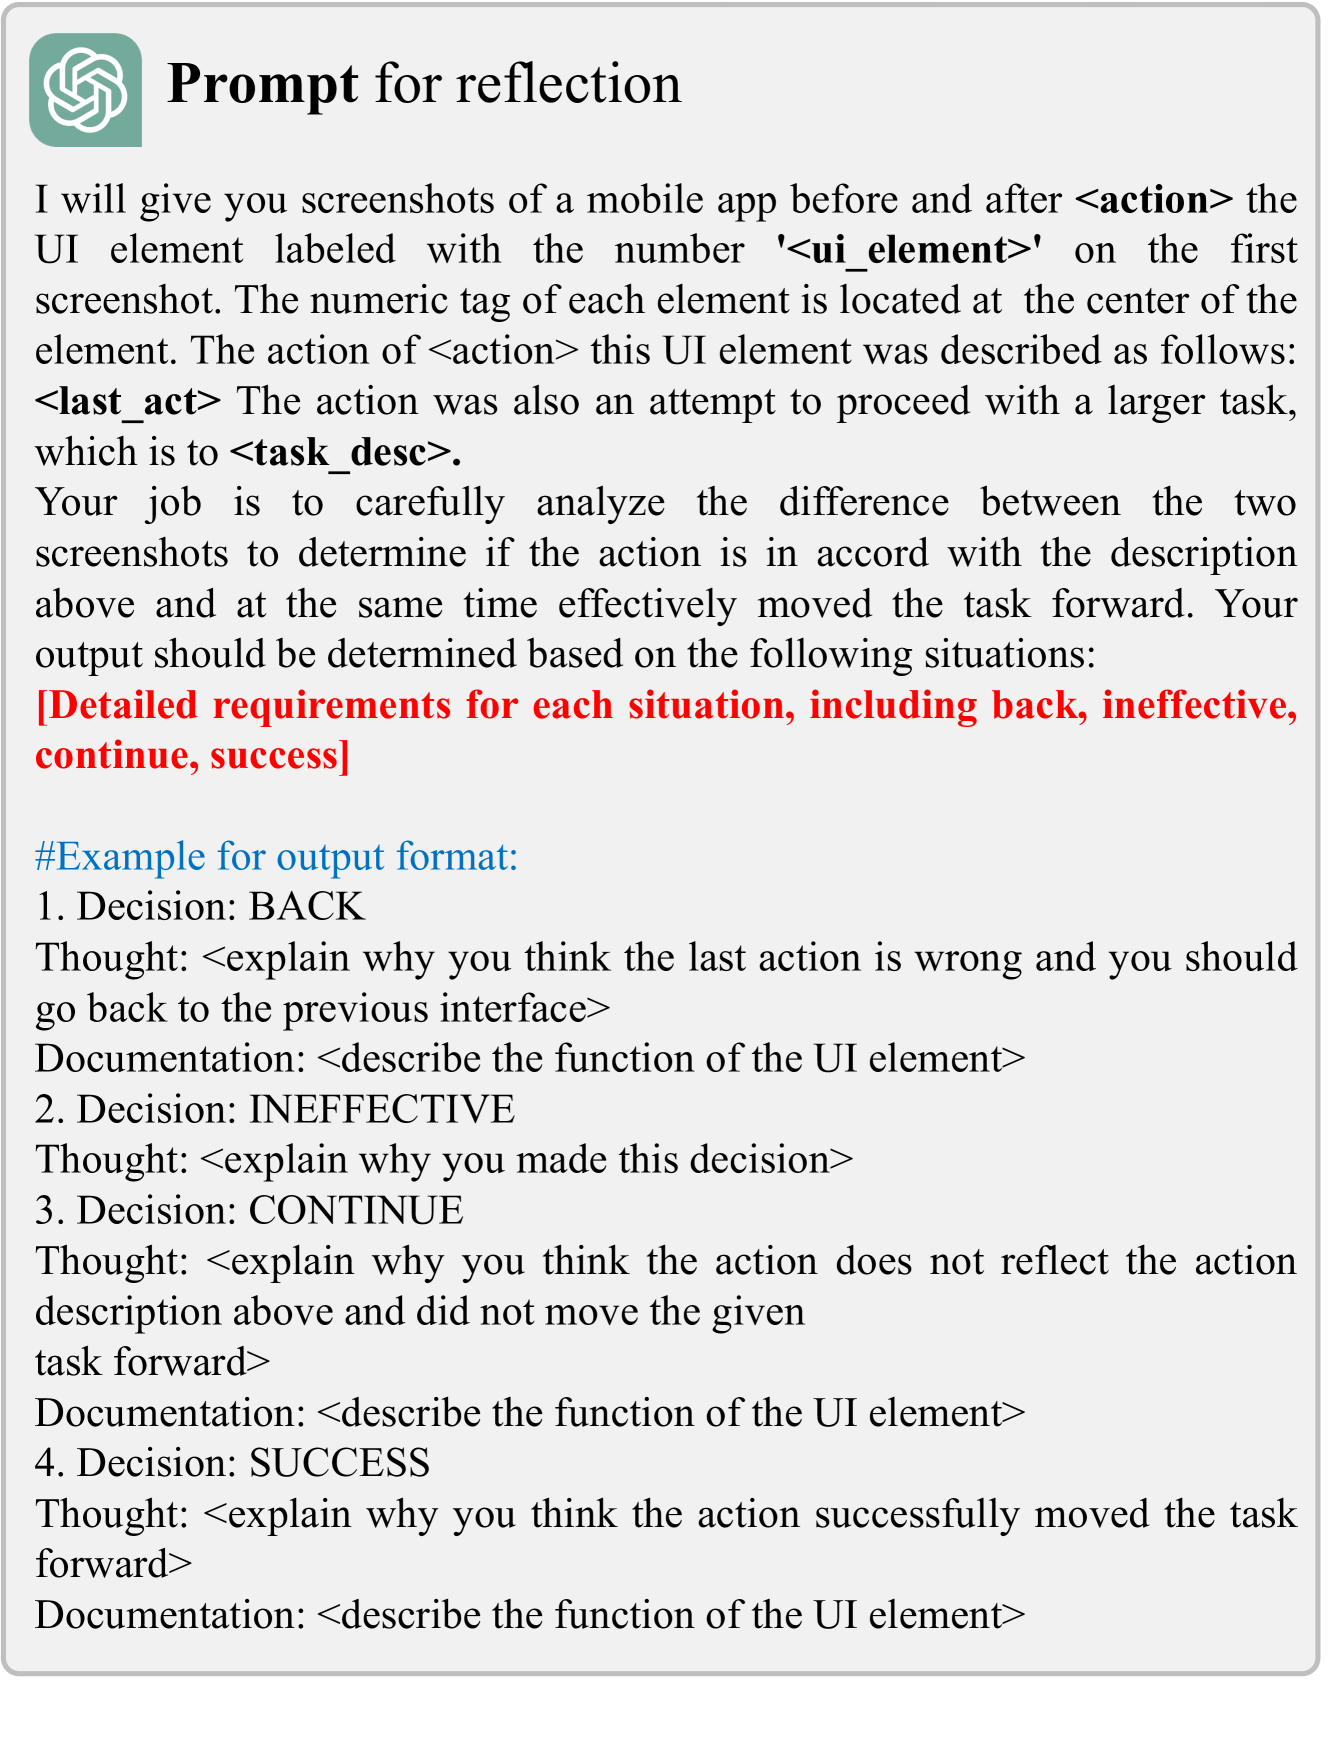 Prompt for reflection
I will give you screenshots of a mobile app before and after <action> the
UI element labeled with the number '<ui_element>' on the first
screenshot. The numeric tag of each element is located at  the center of the
element. The action of <action> this UI element was described as follows:
<last_act> The action was also an attempt to proceed with a larger task,
which is to <task_desc>.
Your job is to carefully analyze the difference between the two
screenshots to determine if the action is in accord with the description
above and at the same time effectively moved the task forward. Your
output should be determined based on the following situations:
[Detailed requirements for each situation, including back, ineffective,
continue, success]
#Example for output format:
1. Decision: BACK
Thought: <explain why you think the last action is wrong and you should
go back to the previous interface>
Documentation: <describe the function of the UI element>
2. Decision: INEFFECTIVE
Thought: <explain why you made this decision>
3. Decision: CONTINUE
Thought: <explain why you think the action does not reflect the action
description above and did not move the given
task forward>
Documentation: <describe the function of the UI element>
4. Decision: SUCCESS
Thought: <explain why you think the action successfully moved the task
forward>
Documentation: <describe the function of the UI element>